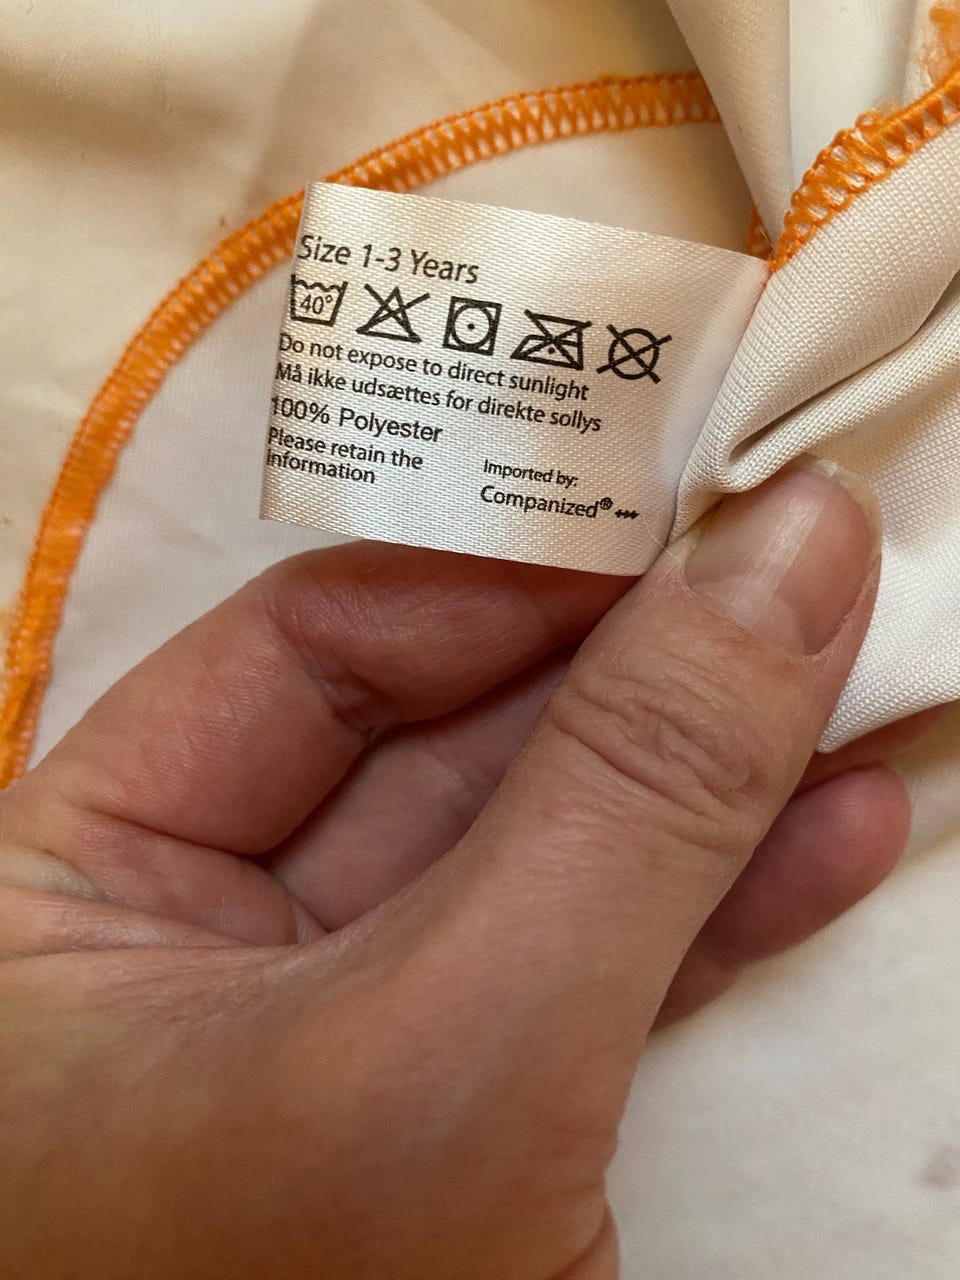 Size 1-3 Years
40°
Do not expose to direct sunlight
Må ikke udsættes for direkte sollys
100% Polyester
Please retain the
information
Imported by:
Companized®